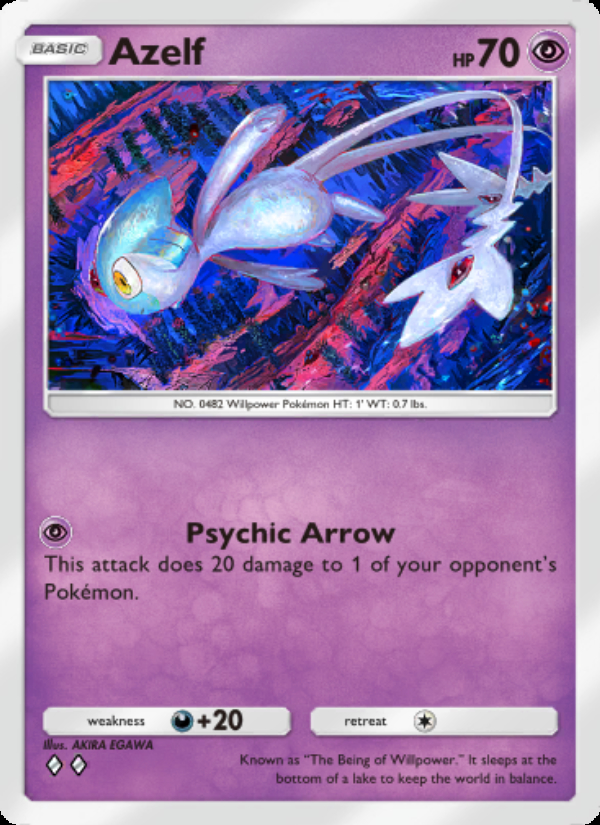 BASIC Azelf HP 70
NO. 0482 Willpower Pokémon HT: 1' WT: 0.7 lbs.
Psychic Arrow
This attack does 20 damage to 1 of your opponent's
Pokémon.
weakness +20 retreat
Illus. AKIRA EGAWA
Known as "The Being of Willpower." It sleeps at the
bottom of a lake to keep the world in balance.